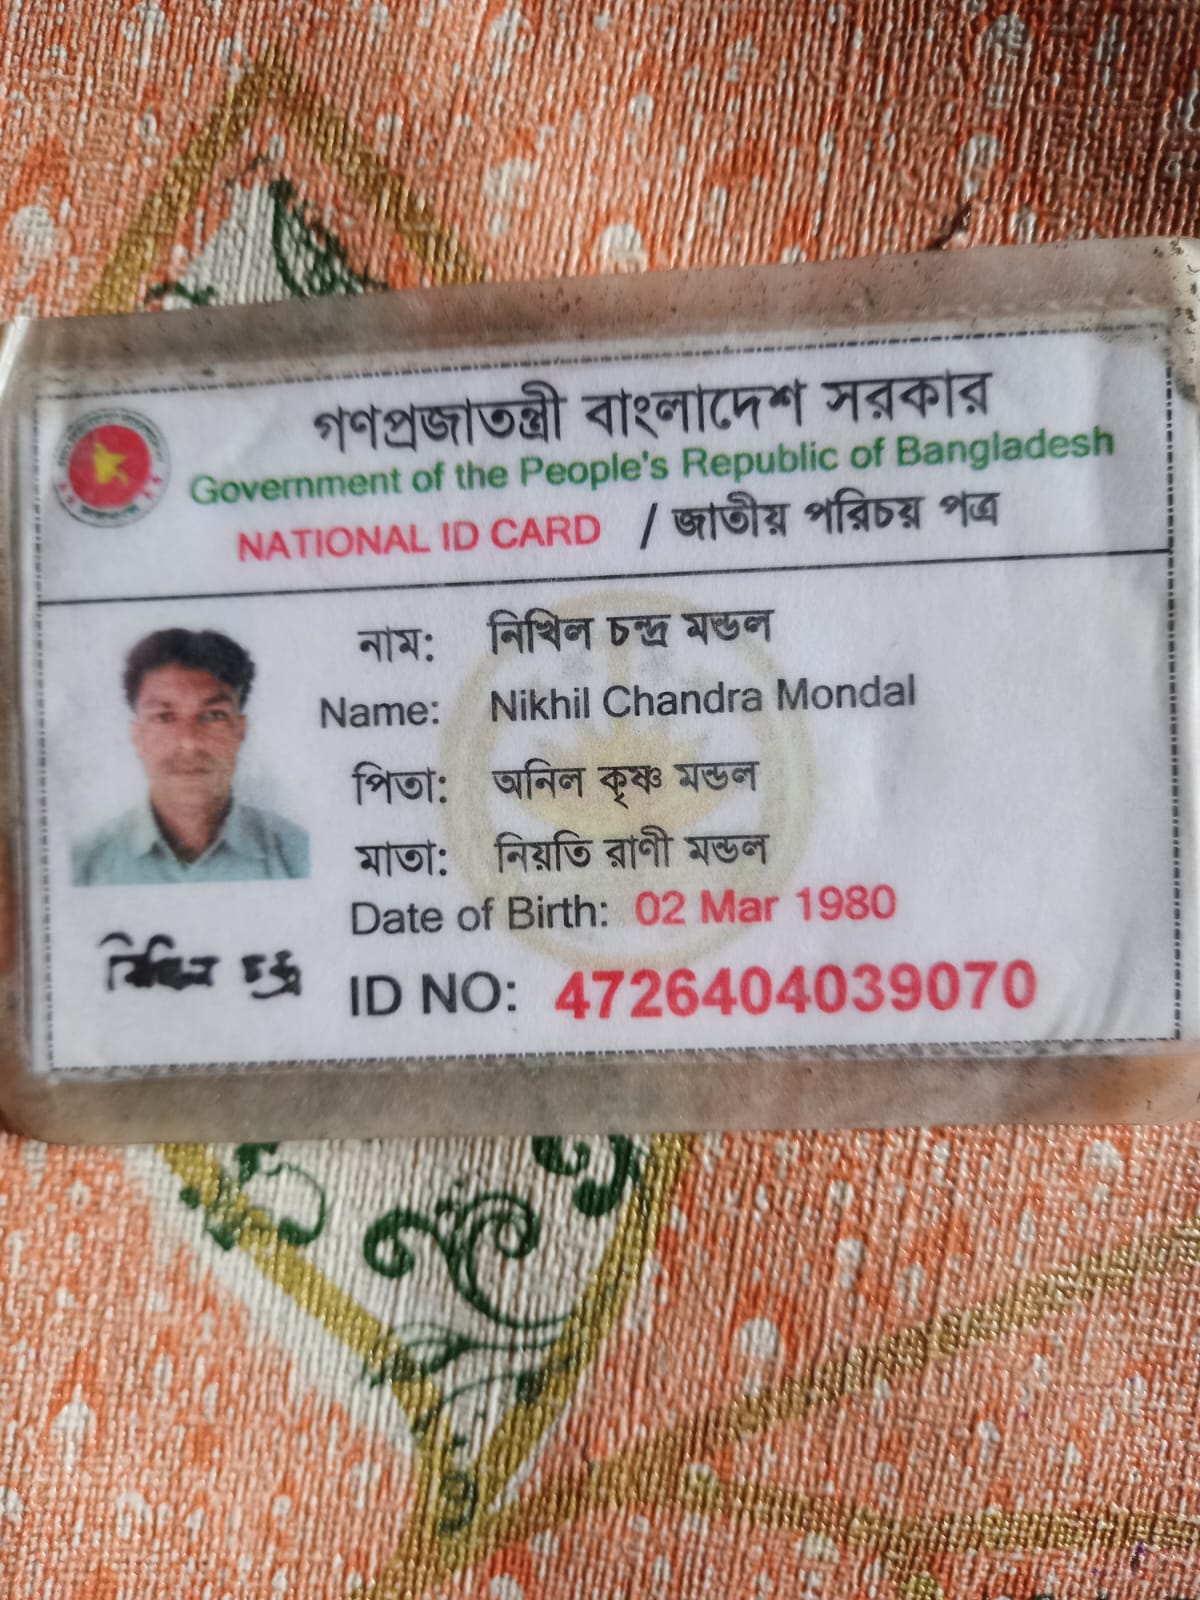 গণপ্রজাতন্ত্রী বাংলাদেশ সরকার
Government of the People's Republic of Bangladesh
NATIONAL ID CARD / জাতীয় পরিচয় পত্র
নাম: নিখিল চন্দ্র মন্ডল
Name: Nikhil Chandra Mondal
পিতা: অনিল কৃষ্ণ মন্ডল
মাতা: নিয়তি রাণী মন্ডল
Date of Birth: 02 Mar 1980
ID NO: 4726404039070
নিখিল চন্দ্র